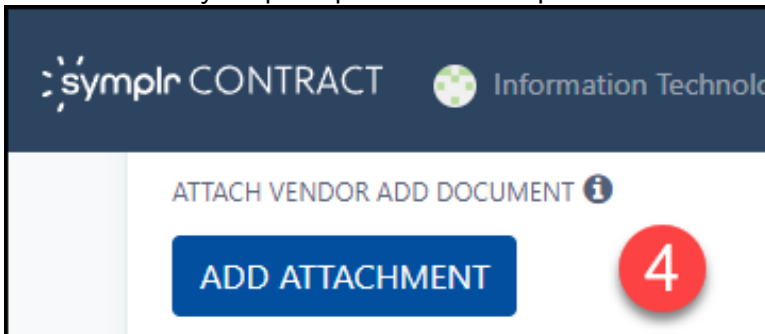 symplr CONTRACT Information Technolo
ATTACH VENDOR ADD DOCUMENT
ADD ATTACHMENT
4